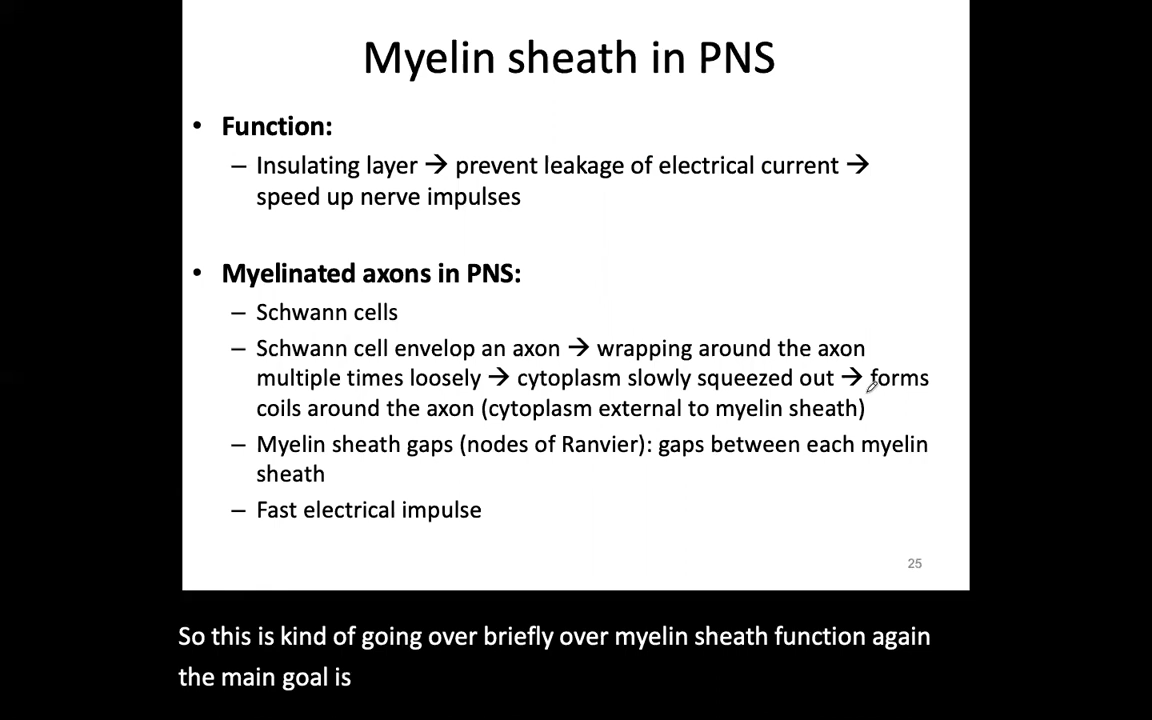 Myelin sheath in PNS
• Function:
– Insulating layer → prevent leakage of electrical current →
speed up nerve impulses
• Myelinated axons in PNS:
– Schwann cells
– Schwann cell envelop an axon → wrapping around the axon
multiple times loosely → cytoplasm slowly squeezed out → forms
coils around the axon (cytoplasm external to myelin sheath)
– Myelin sheath gaps (nodes of Ranvier): gaps between each myelin
sheath
– Fast electrical impulse
25
So this is kind of going over briefly over myelin sheath function again
the main goal is